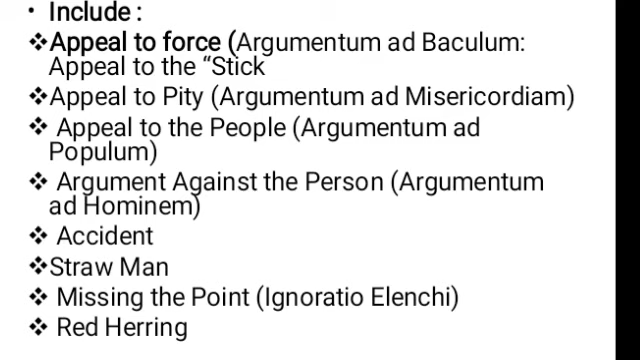 • Include :
❖Appeal to force (Argumentum ad Baculum:
Appeal to the “Stick
❖Appeal to Pity (Argumentum ad Misericordiam)
❖ Appeal to the People (Argumentum ad
Populum)
❖ Argument Against the Person (Argumentum
ad Hominem)
❖ Accident
❖Straw Man
❖ Missing the Point (Ignoratio Elenchi)
❖ Red Herring